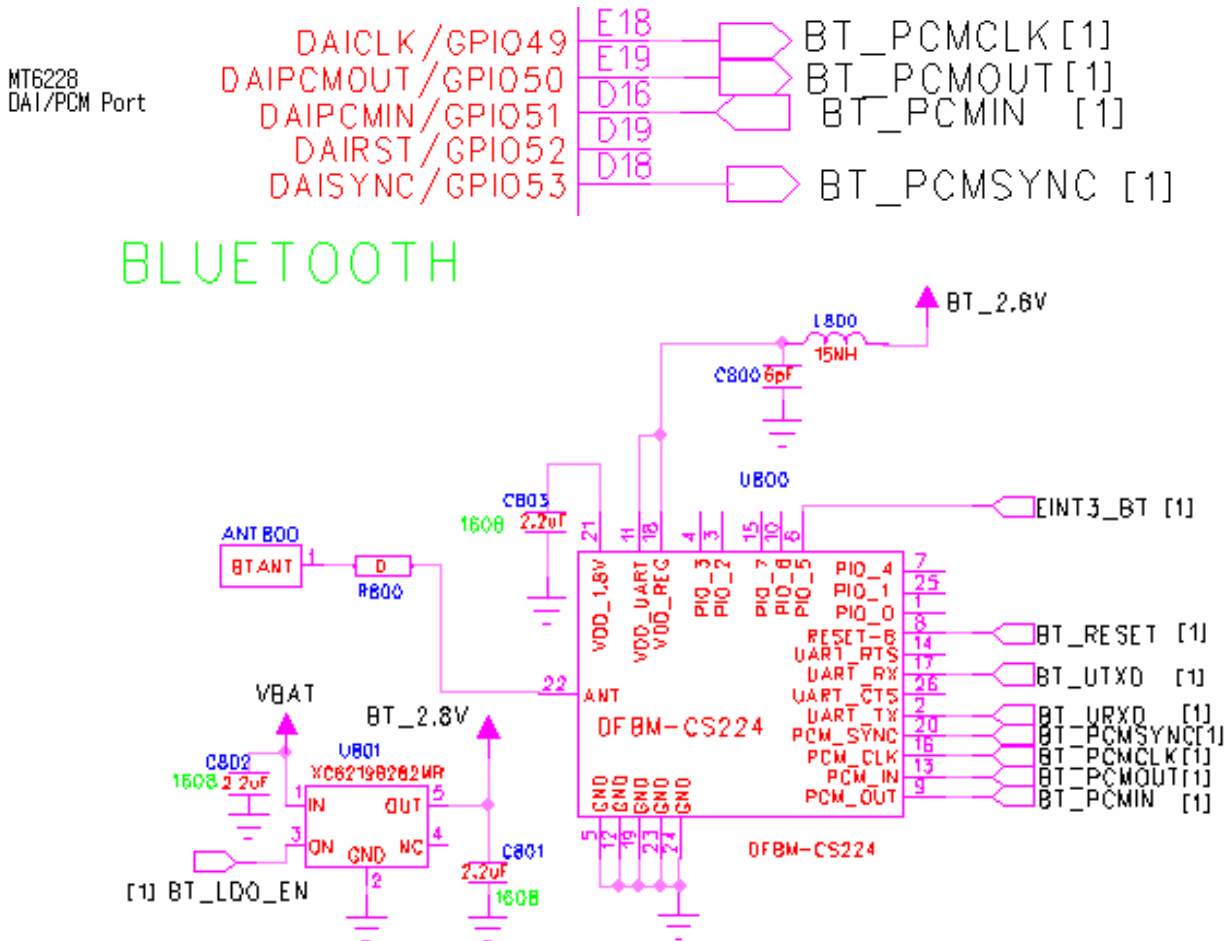 MT6228
DAI/PCM Port
DAICLK/GPIO49 E18 BT_PCMCLK[1]
DAIPCMOUT/GPIO50 E19 BT_PCMOUT[1]
DAIPCMIN/GPIO51 D16 BT_PCMIN [1]
DAIRST/GPIO52 D19
DAISYNC/GPIO53 D18 BT_PCMSYNC [1]
BLUETOOTH
BT_2.8V
L800
15NH
C800 6pF
U800
C803
1608 2.2uF
21 11 18 4 3 15 10 6
EINT3_BT [1]
ANT800
BTANT 1
0
R800
VDD_1.8V VDD_UART VDD_REG PIO_3 PIO_2 PIO_7 PIO_6 PIO_5
PIO_4 7
PIO_1 25
PIO_0 1
RESET-B 8 BT_RESET [1]
UART_RTS 14
UART_RX 17 BT_UTXD [1]
UART_CTS 26
UART_TX 2 BT_URXD [1]
PCM_SYNC 20 BT_PCMSYNC[1]
PCM_CLK 16 BT_PCMCLK[1]
PCM_IN 13 BT_PCMOUT[1]
PCM_OUT 9 BT_PCMIN [1]
22 ANT
DFBM-CS224
GND GND GND GND GND
5 12 19 23 24
DFBM-CS224
VBAT
BT_2.8V
C802
1608 2.2uF
U801
XC6219B282MR
1 IN OUT 5
3 ON GND NC 4
2
C801
2.2uF
1608
[1] BT_LDO_EN